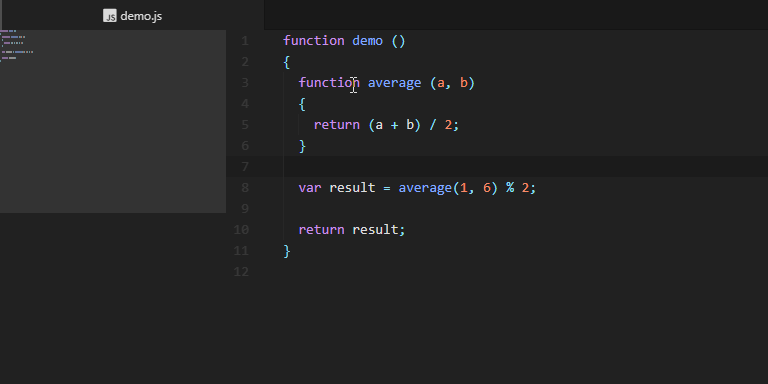 JS demo.js
1 function demo ()
2 {
3 function average (a, b)
4 {
5 return (a + b) / 2;
6 }
7
8 var result = average(1, 6) % 2;
9
10 return result;
11 }
12